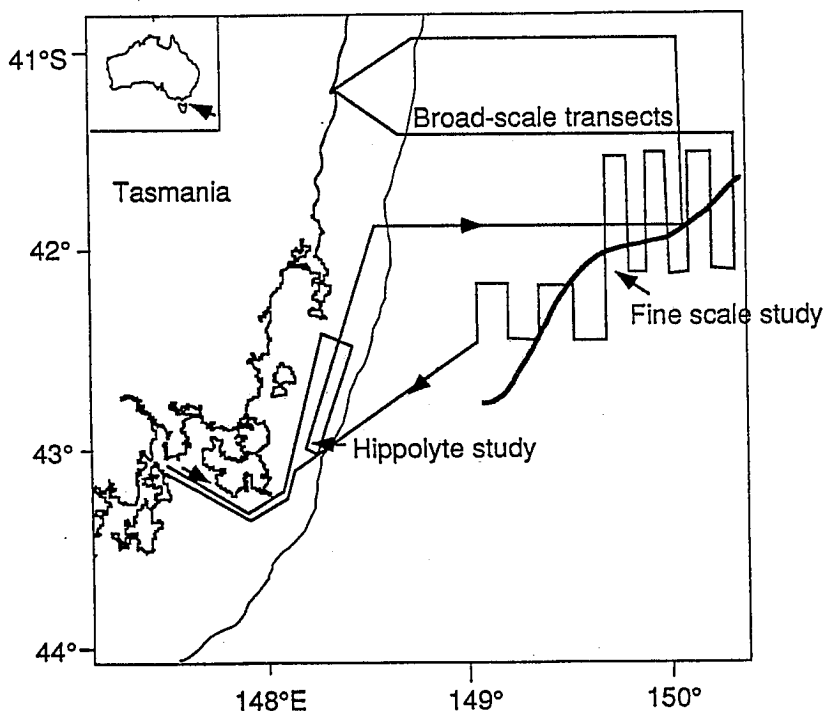 41°S
Broad-scale transects
Tasmania
42°
Fine scale study
43°
Hippolyte study
44°
148°E
149°
150°